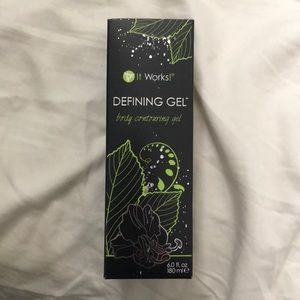 It Works!®
DEFINING GEL™
body contouring gel
6.0 fl. oz
180 ml e